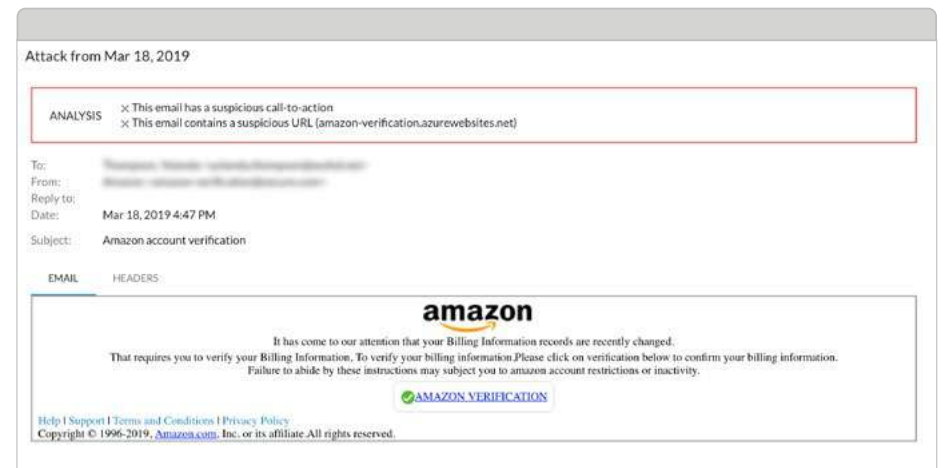 Attack from Mar 18, 2019
ANALYSIS
× This email has a suspicious call-to-action
× This email contains a suspicious URL (amazon-verification.azurewebsites.net)
To:
From:
Reply to:
Date: Mar 18, 2019 4:47 PM
Subject: Amazon account verification
EMAIL HEADERS
amazon
It has come to our attention that your Billing Information records are recently changed.
That requires you to verify your Billing Information, To verify your billing information.Please click on verification below to confirm your billing information.
Failure to abide by these instructions may subject you to amazon account restrictions or inactivity.
AMAZON VERIFICATION
Help | Support | Terms and Conditions | Privacy Policy
Copyright © 1996-2019, Amazon.com, Inc. or its affiliate.All rights reserved.